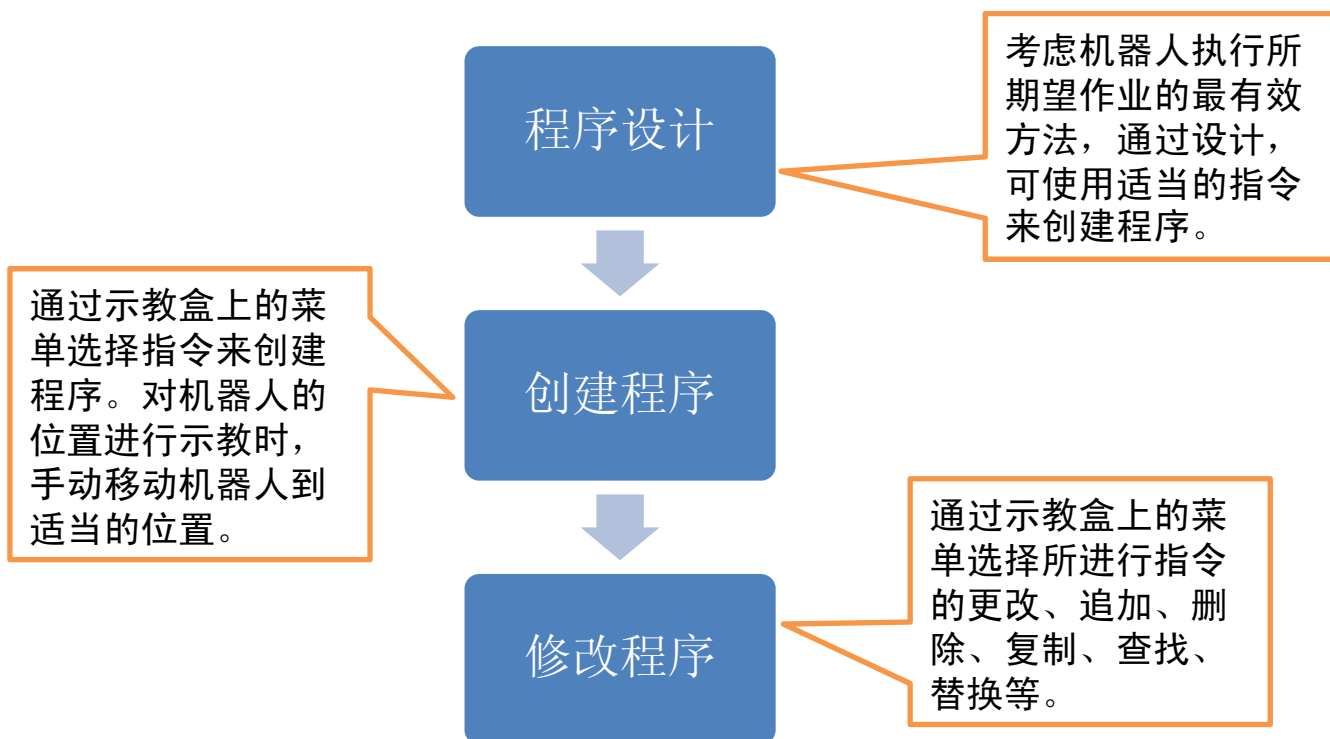 程序设计
考虑机器人执行所
期望作业的最有效
方法，通过设计，
可使用适当的指令
来创建程序。
通过示教盒上的菜
单选择指令来创建
程序。对机器人的
位置进行示教时，
手动移动机器人到
适当的位置。
创建程序
修改程序
通过示教盒上的菜
单选择所进行指令
的更改、追加、删
除、复制、查找、
替换等。